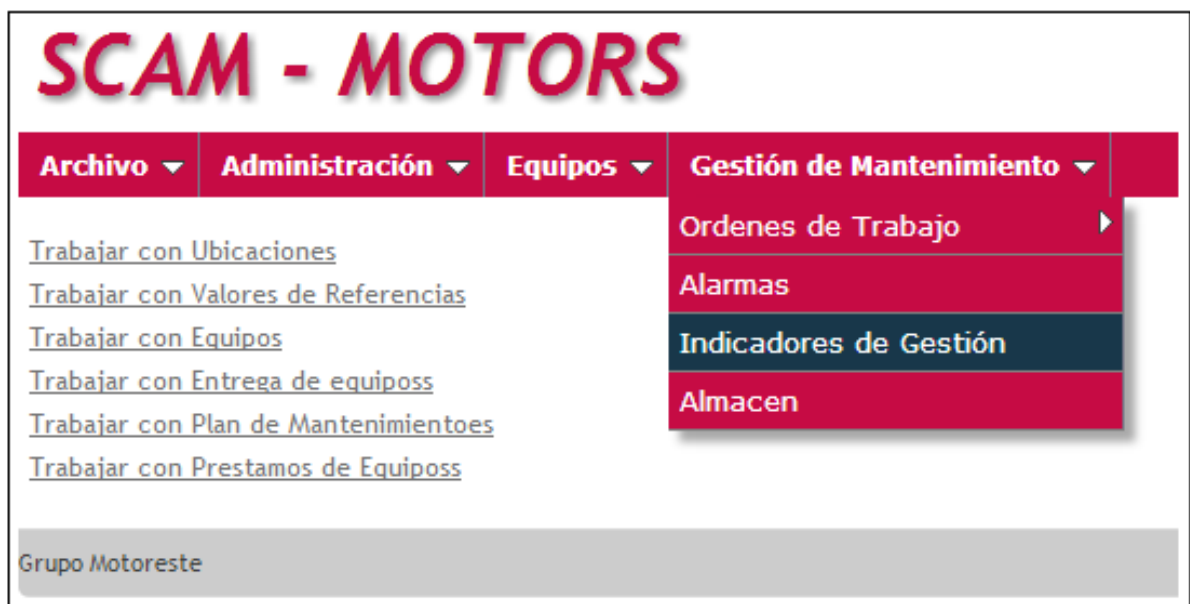 SCAM - MOTORS
Archivo Administración Equipos Gestión de Mantenimiento
Ordenes de Trabajo
Alarmas
Indicadores de Gestión
Almacen
Trabajar con Ubicaciones
Trabajar con Valores de Referencias
Trabajar con Equipos
Trabajar con Entrega de equiposs
Trabajar con Plan de Mantenimientoes
Trabajar con Prestamos de Equiposs
Grupo Motoreste